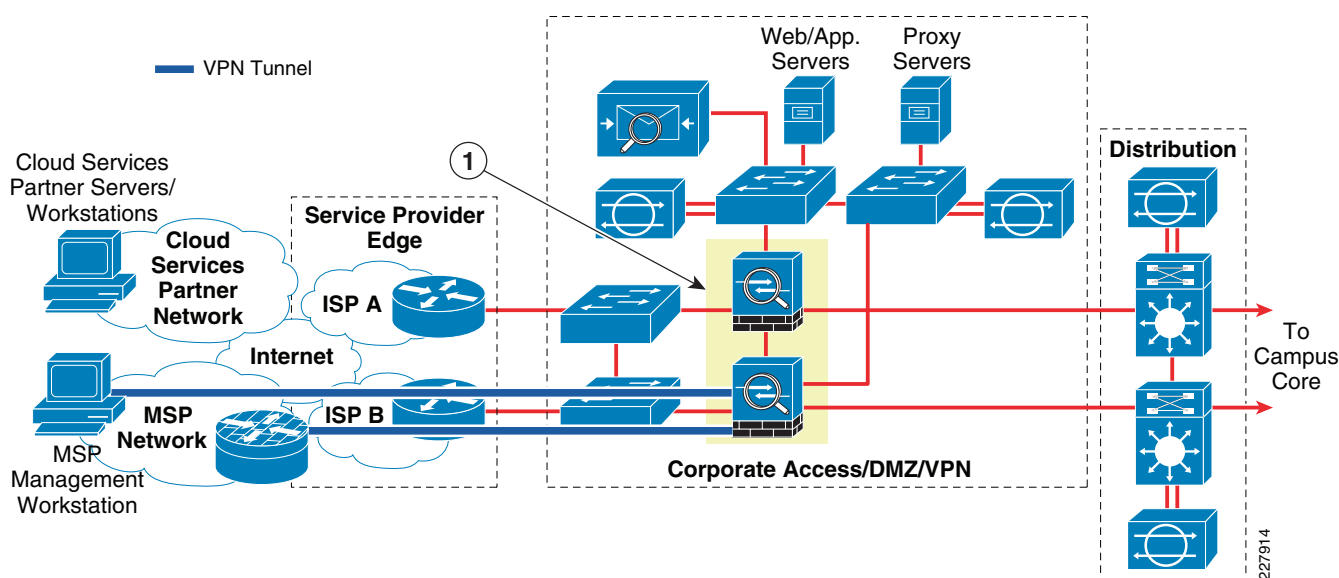 VPN Tunnel
Web/App.
Servers
Proxy
Servers
1
Cloud Services
Partner Servers/
Workstations
Service Provider
Edge
Distribution
Cloud
Services
Partner
Network
ISP A
Internet
To
Campus
Core
MSP
Network
ISP B
MSP
Management
Workstation
Corporate Access/DMZ/VPN
227914